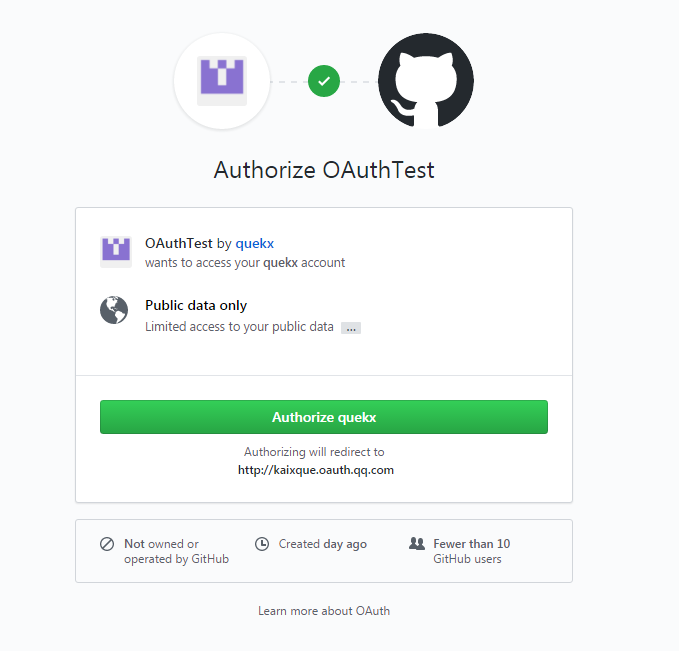 Authorize OAuthTest
OAuthTest by quekx
wants to access your quekx account
Public data only
Limited access to your public data ...
Authorize quekx
Authorizing will redirect to
http://kaixque.oauth.qq.com
Not owned or
operated by GitHub
Created day ago
Fewer than 10
GitHub users
Learn more about OAuth